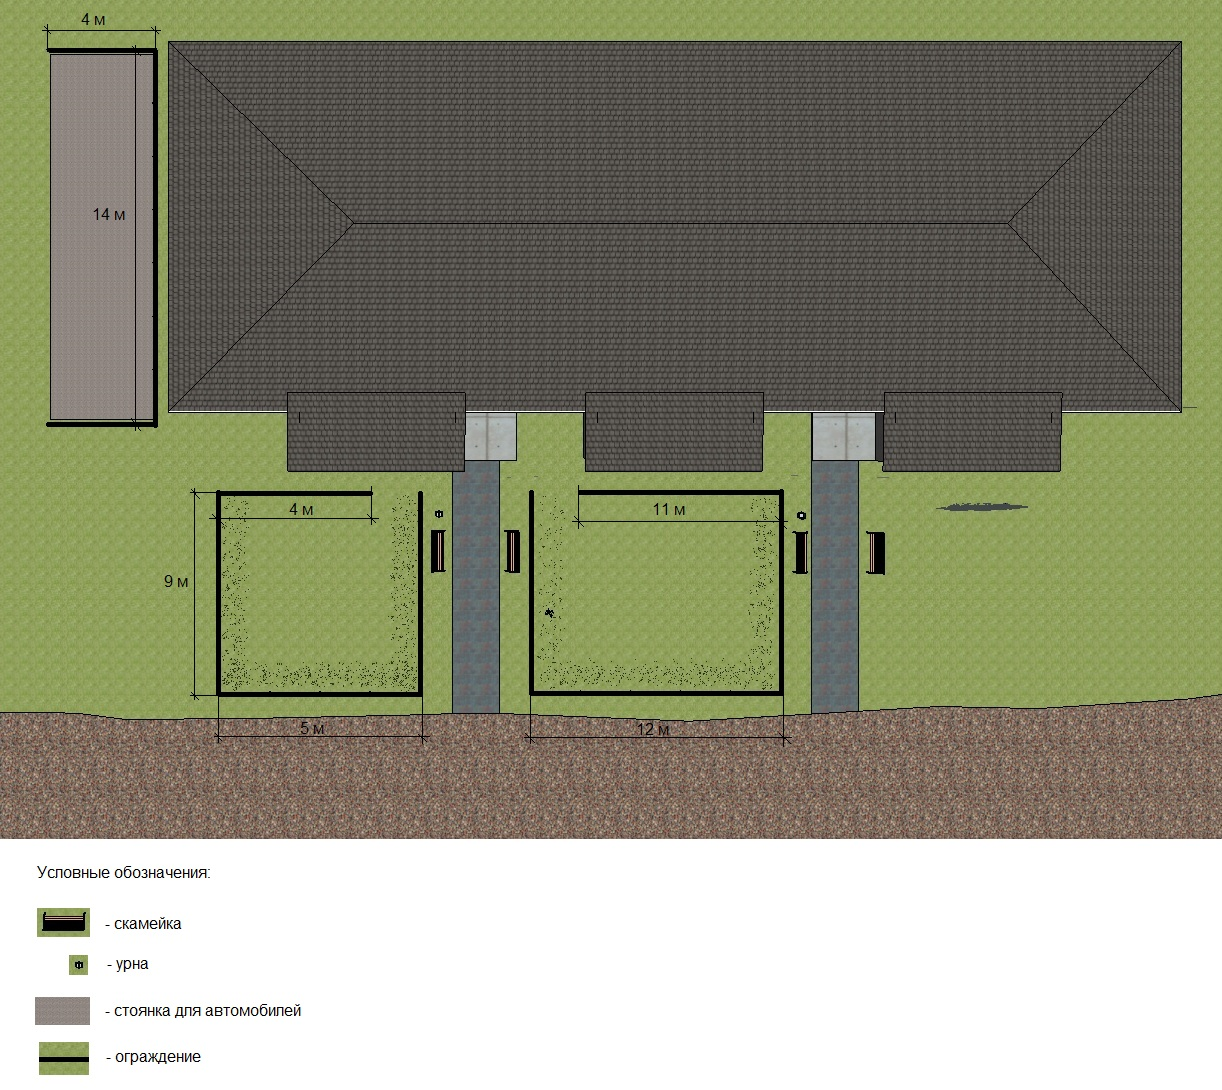 4 м
14 м
4 м
11 м
9 м
5 м
12 м
Условные обозначения:
- скамейка
- урна
- стоянка для автомобилей
- ограждение